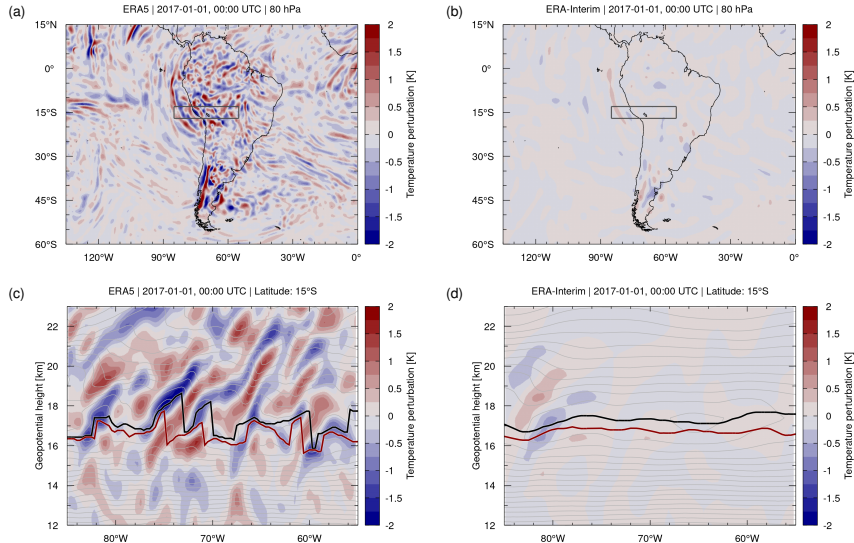 (a)
ERA5 | 2017-01-01, 00:00 UTC | 80 hPa
15°N
0°
15°S
30°S
45°S
60°S
120°W
90°W
60°W
30°W
0°
2
1.5
1
0.5
0
-0.5
-1
-1.5
-2
Temperature perturbation [K]
(b)
ERA-Interim | 2017-01-01, 00:00 UTC | 80 hPa
15°N
0°
15°S
30°S
45°S
60°S
120°W
90°W
60°W
30°W
0°
2
1.5
1
0.5
0
-0.5
-1
-1.5
-2
Temperature perturbation [K]
(c)
ERA5 | 2017-01-01, 00:00 UTC | Latitude: 15°S
Geopotential height [km]
22
20
18
16
14
12
80°W
70°W
60°W
2
1.5
1
0.5
0
-0.5
-1
-1.5
-2
Temperature perturbation [K]
(d)
ERA-Interim | 2017-01-01, 00:00 UTC | Latitude: 15°S
Geopotential height [km]
22
20
18
16
14
12
80°W
70°W
60°W
2
1.5
1
0.5
0
-0.5
-1
-1.5
-2
Temperature perturbation [K]